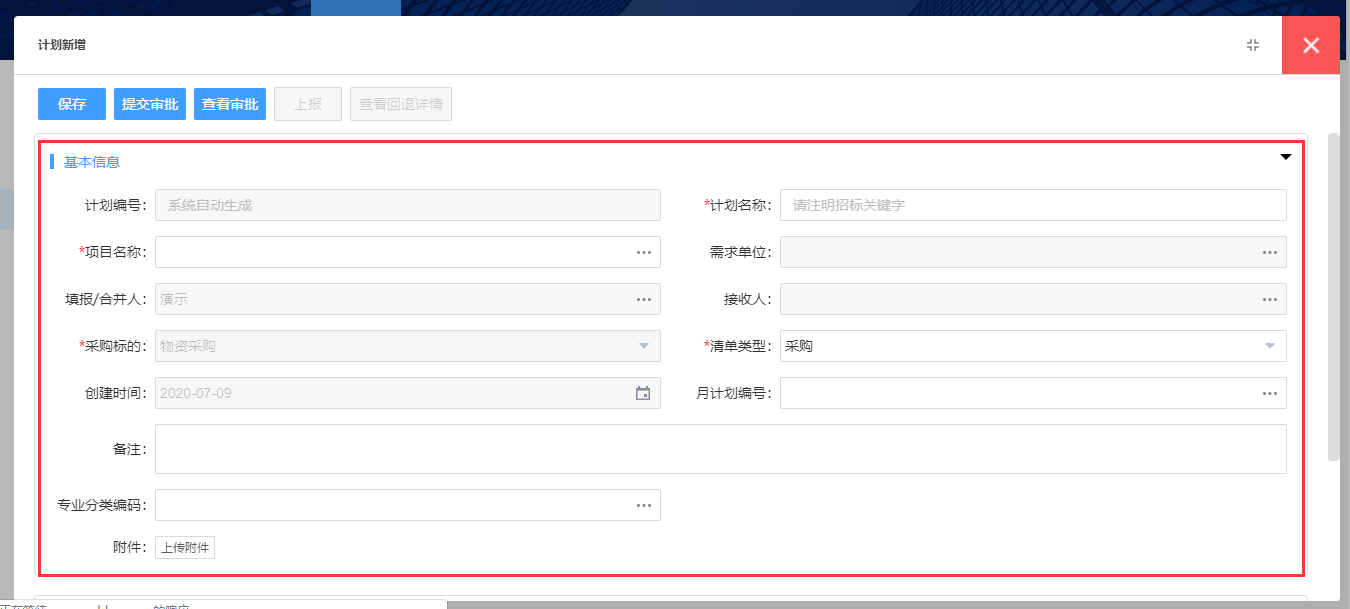 计划新增
保存 提交审批 查看审批 上报 查看回退详情
基本信息
计划编号： 系统自动生成 *计划名称： 请注明招标关键字
*项目名称： 需求单位：
填报/合并人： 演示 接收人：
*采购标的： 物资采购 *清单类型： 采购
创建时间： 2020-07-09 月计划编号：
备注：
专业分类编码：
附件： 上传附件